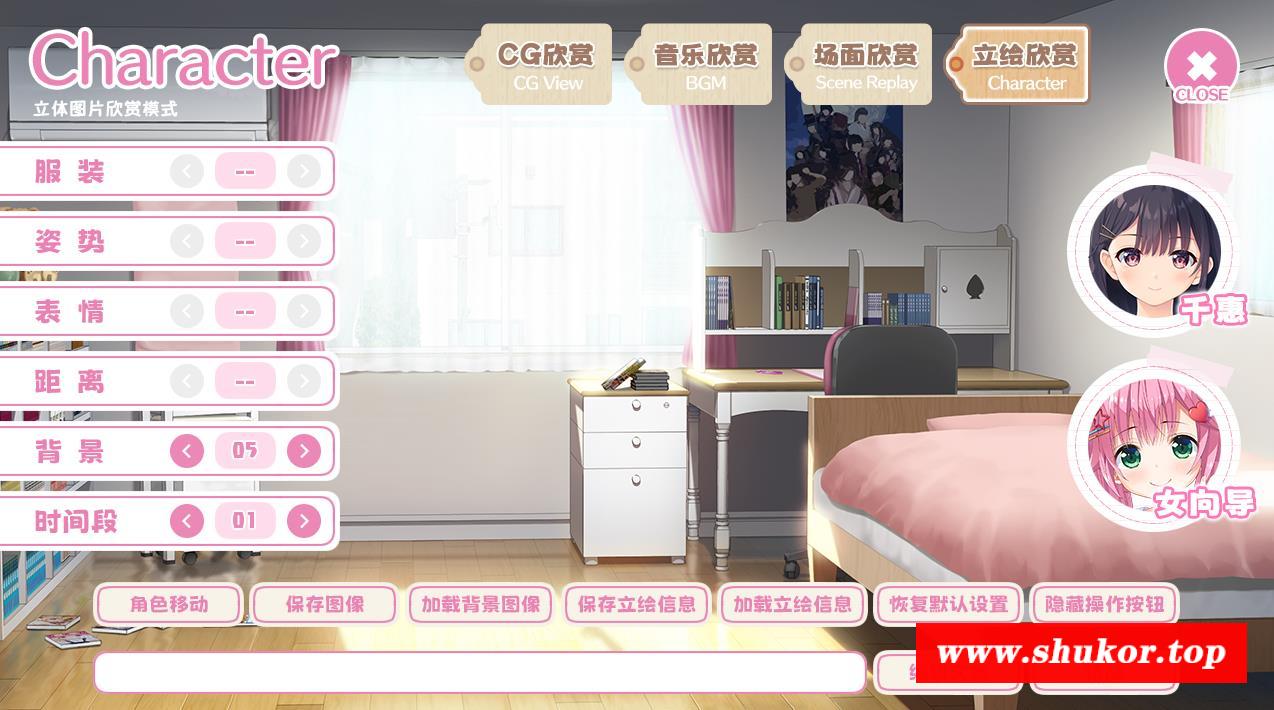 Character
立体图片欣赏模式
CG欣赏
CG View
音乐欣赏
BGM
场面欣赏
Scene Replay
立绘欣赏
Character
CLOSE
服装 --
姿势 --
表情 --
距离 --
背景 05
时间段 01
千惠
女向导
角色移动
保存图像
加载背景图像
保存立绘信息
加载立绘信息
恢复默认设置
隐藏操作按钮
www.shukor.top